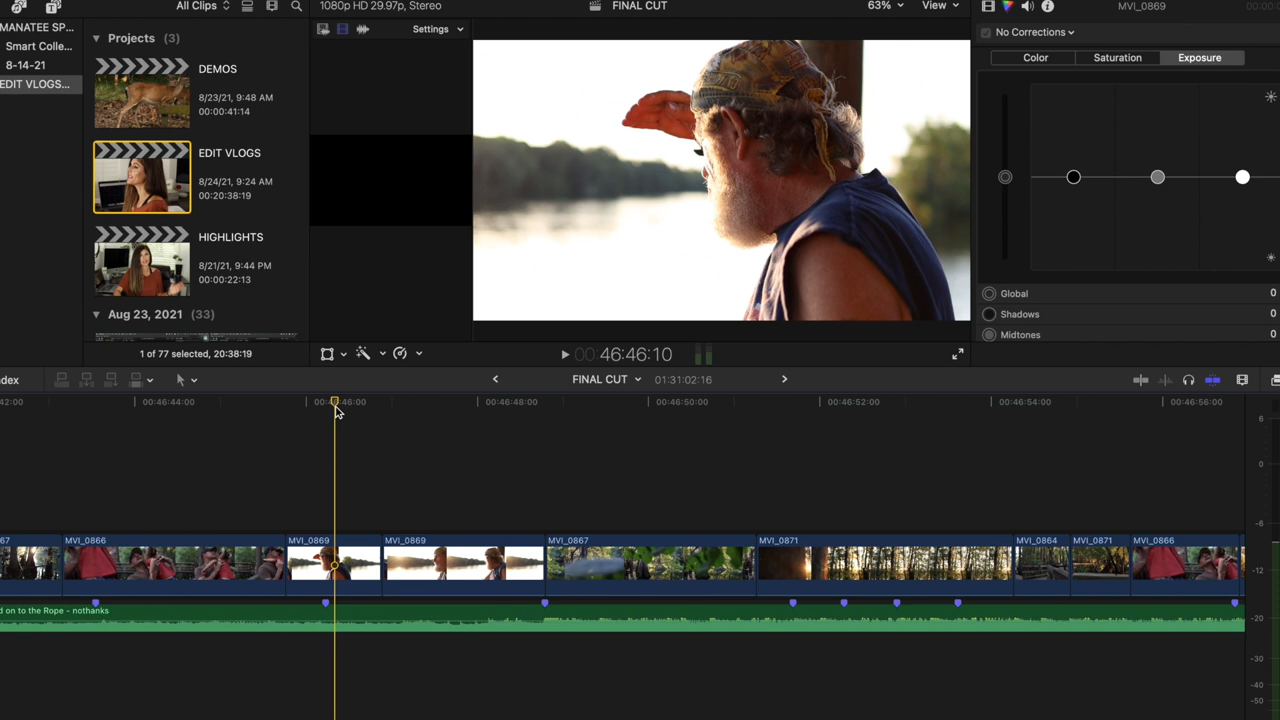 All Clips
1080p HD 29.97p, Stereo
FINAL CUT
63%
View
MVI_0869
MANATEE SP...
Smart Colle...
8-14-21
EDIT VLOGS...
Projects (3)
DEMOS
8/23/21, 9:48 AM
00:00:41:14
EDIT VLOGS
8/24/21, 9:24 AM
00:20:38:19
HIGHLIGHTS
8/21/21, 9:44 PM
00:00:22:13
Aug 23, 2021 (33)
1 of 77 selected, 20:38:19
Settings
No Corrections
Color
Saturation
Exposure
Global 0
Shadows 0
Midtones 0
00 46:46:10
ndex
FINAL CUT
01:31:02:16
42:00
00:46:44:00
00:46:46:00
00:46:48:00
00:46:50:00
00:46:52:00
00:46:54:00
00:46:56:00
6
0
-6
-12
-20
-30
-40
-50
67
MVI_0866
MVI_0869
MVI_0869
MVI_0867
MVI_0871
MVI_0864
MVI_0871
MVI_0866
d on to the Rope - nothanks